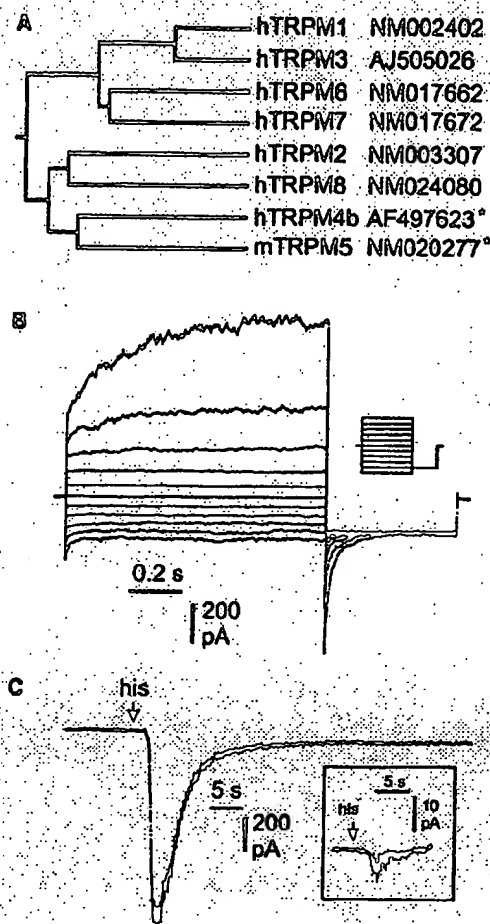 A
hTRPM1 NM002402
hTRPM3 AJ505026
hTRPM6 NM017662
hTRPM7 NM017672
hTRPM2 NM003307
hTRPM8 NM024080
hTRPM4b AF497623*
mTRPM5 NM020277*
B
0.2 s
200
pA
C
his
5 s
200
pA
5 s
his
10
pA